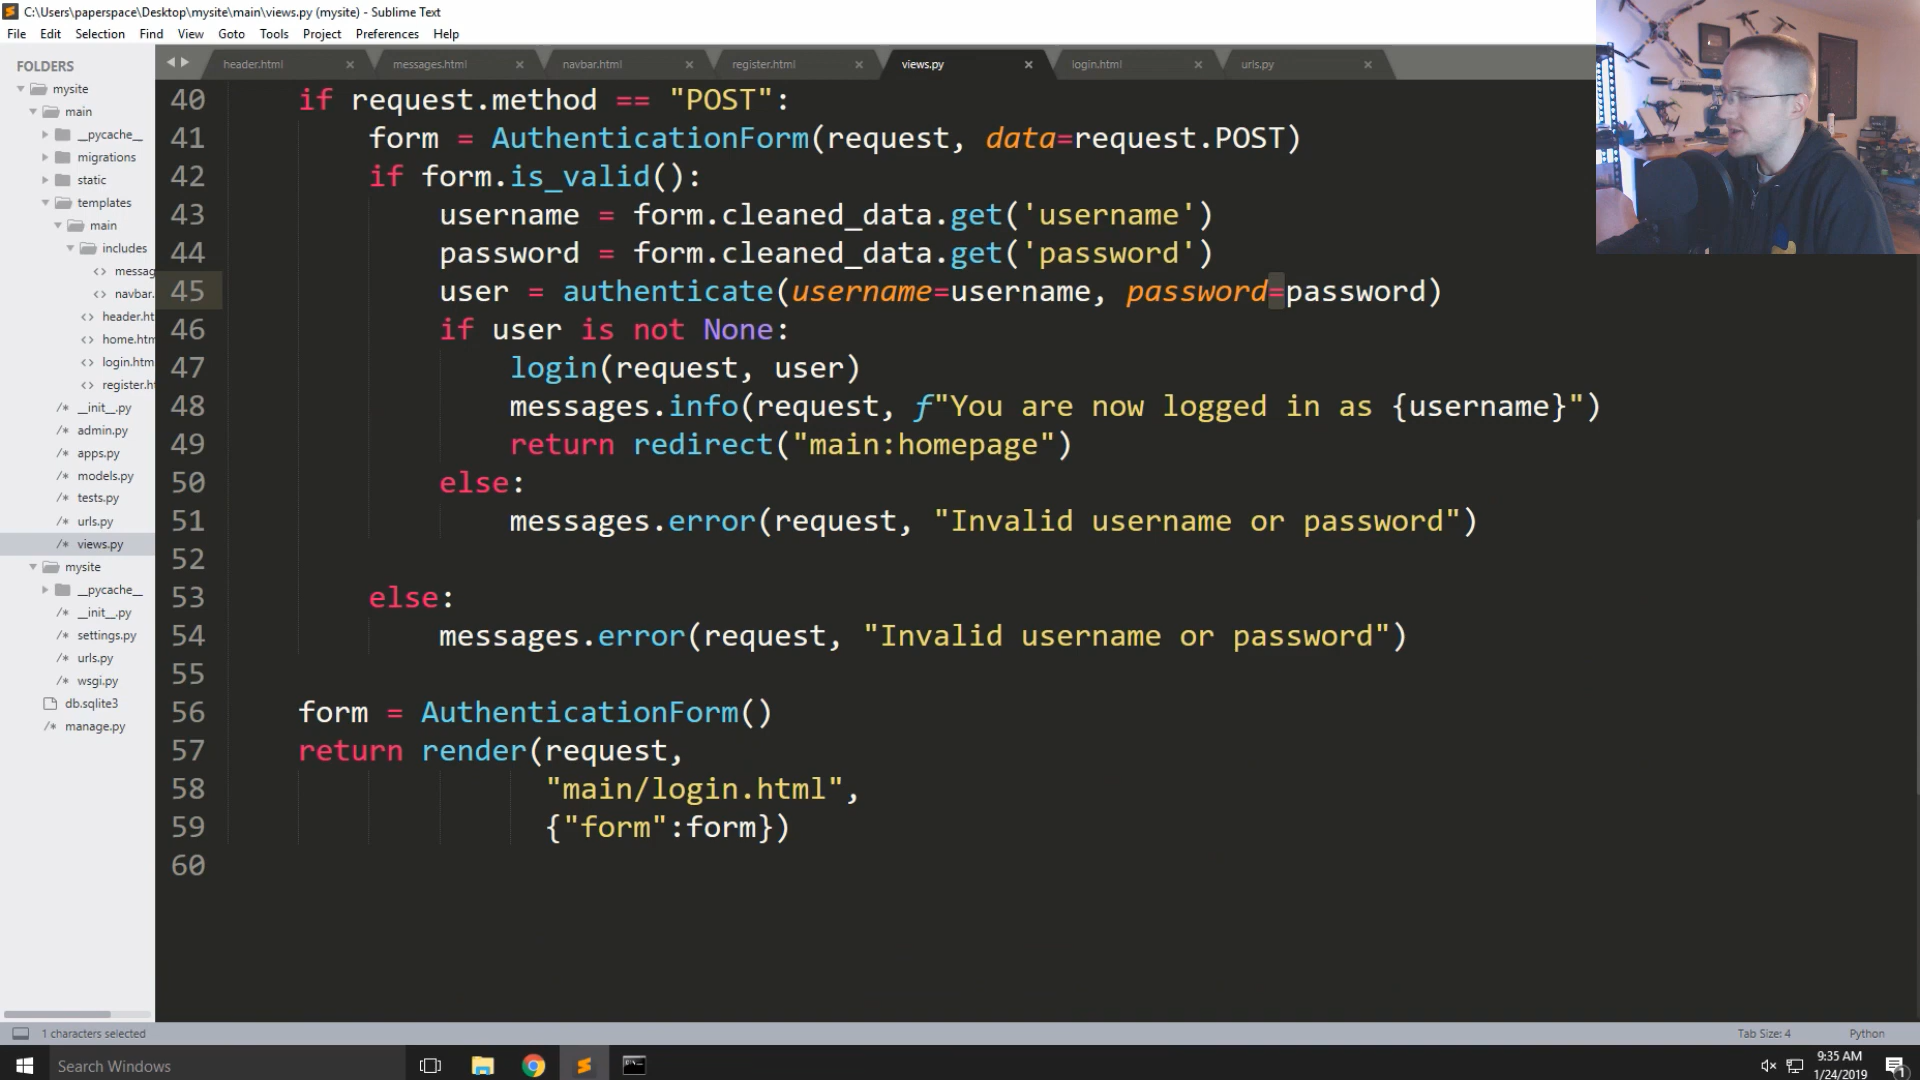 C:\Users\paperspace\Desktop\mysite\main\views.py (mysite) - Sublime Text
File Edit Selection Find View Goto Tools Project Preferences Help
FOLDERS
mysite
main
__pycache__
migrations
static
templates
main
includes
messag
navbar.
header.ht
home.htm
login.htm
register.h
__init__.py
admin.py
apps.py
models.py
tests.py
urls.py
views.py
mysite
__pycache__
__init__.py
settings.py
urls.py
wsgi.py
db.sqlite3
manage.py
header.html messages.html navbar.html register.html views.py login.html urls.py
40 if request.method == "POST":
41 form = AuthenticationForm(request, data=request.POST)
42 if form.is_valid():
43 username = form.cleaned_data.get('username')
44 password = form.cleaned_data.get('password')
45 user = authenticate(username=username, password=password)
46 if user is not None:
47 login(request, user)
48 messages.info(request, f"You are now logged in as {username}")
49 return redirect("main:homepage")
50 else:
51 messages.error(request, "Invalid username or password")
52
53 else:
54 messages.error(request, "Invalid username or password")
55
56 form = AuthenticationForm()
57 return render(request,
58 "main/login.html",
59 {"form":form})
60
1 characters selected Tab Size: 4 Python
Search Windows
9:35 AM
1/24/2019